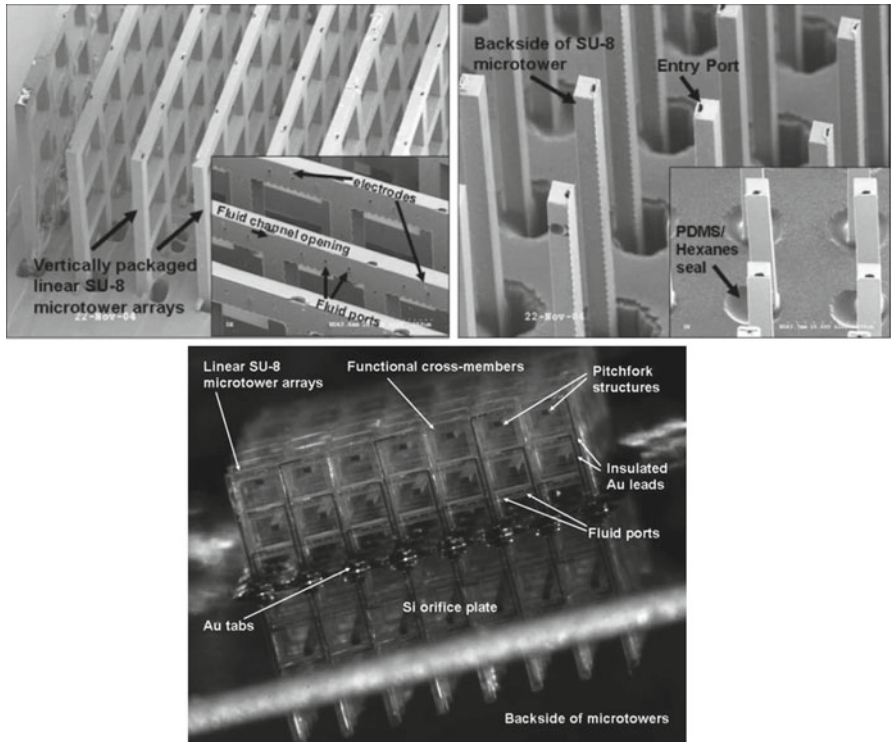 electrodes
Fluid channel opening
Fluid ports
Vertically packaged
linear SU-8
microtower arrays
22-Nov-04
Backside of SU-8
microtower
Entry Port
PDMS/
Hexanes
seal
22-Nov-04
Linear SU-8
microtower arrays
Functional cross-members
Pitchfork
structures
Insulated
Au leads
Fluid ports
Au tabs
Si orifice plate
Backside of microtowers